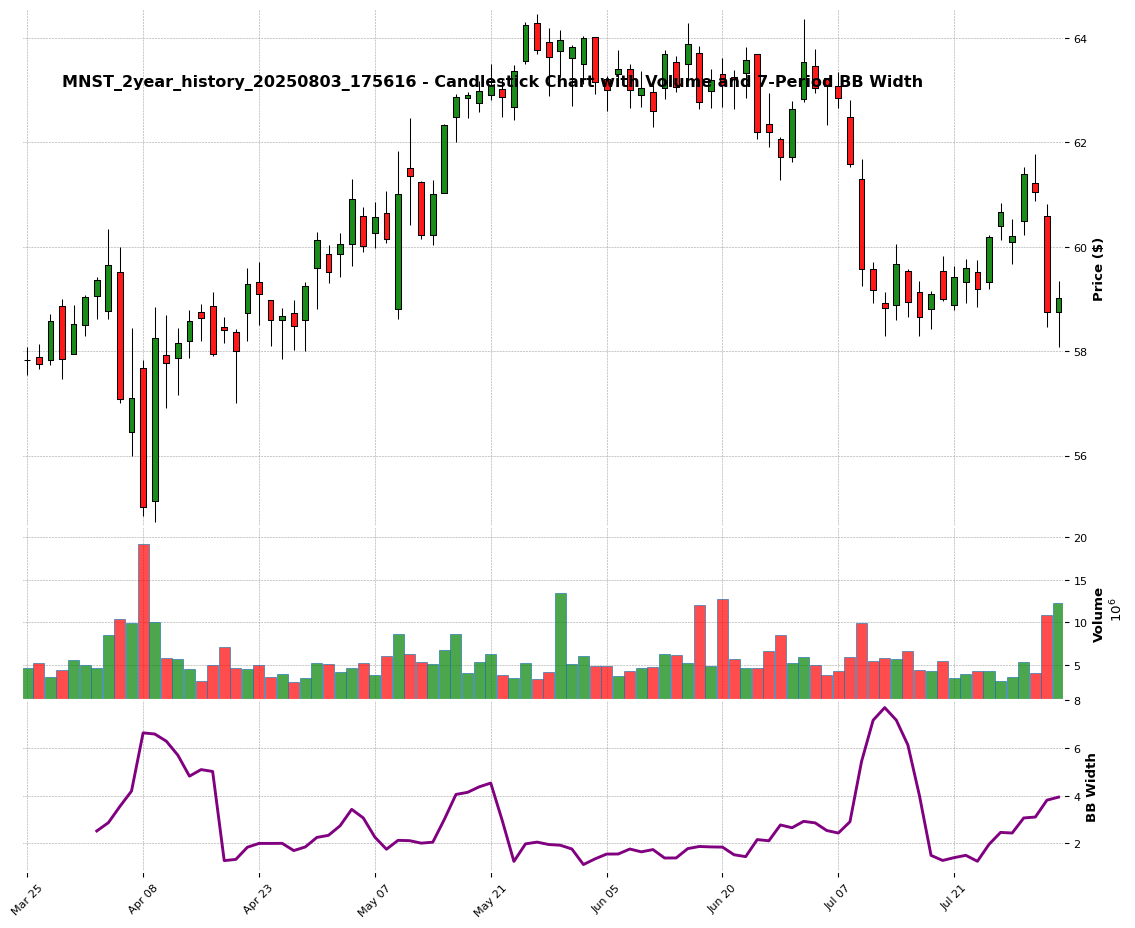 MNST_2year_history_20250803_175616 - Candlestick Chart with Volume and 7-Period BB Width
64
62
60
58
56
Price ($)
20
15
10
5
Volume
10^6
8
6
4
2
BB Width
Mar 25
Apr 08
Apr 23
May 07
May 21
Jun 05
Jun 20
Jul 07
Jul 21